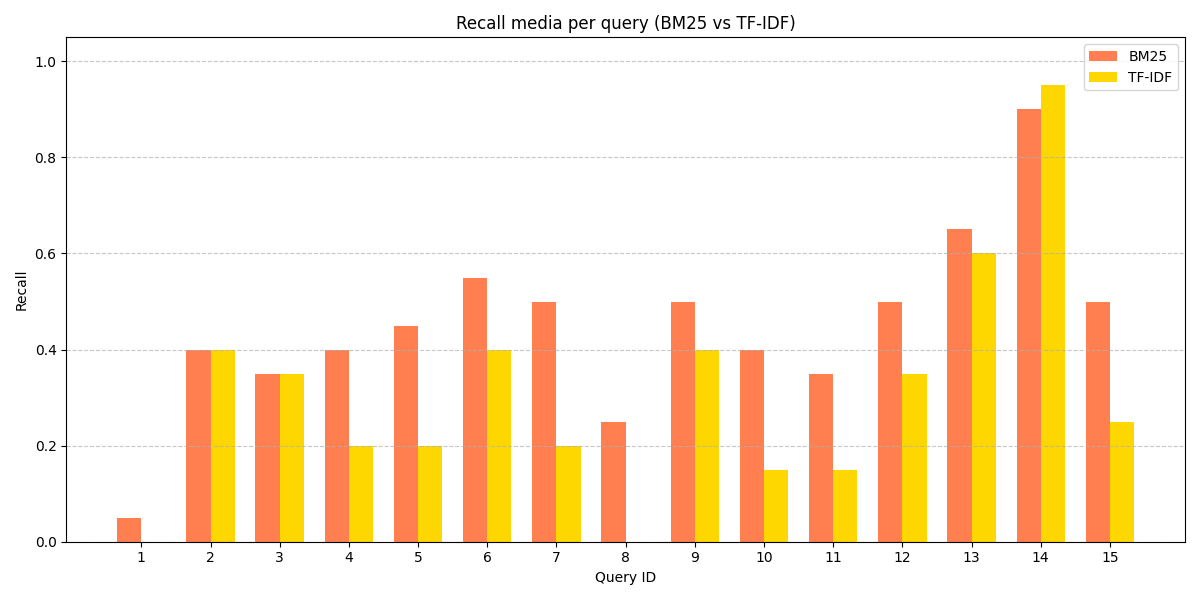 Recall media per query (BM25 vs TF-IDF)
BM25
TF-IDF
Recall
1.0
0.8
0.6
0.4
0.2
0.0
1 2 3 4 5 6 7 8 9 10 11 12 13 14 15
Query ID